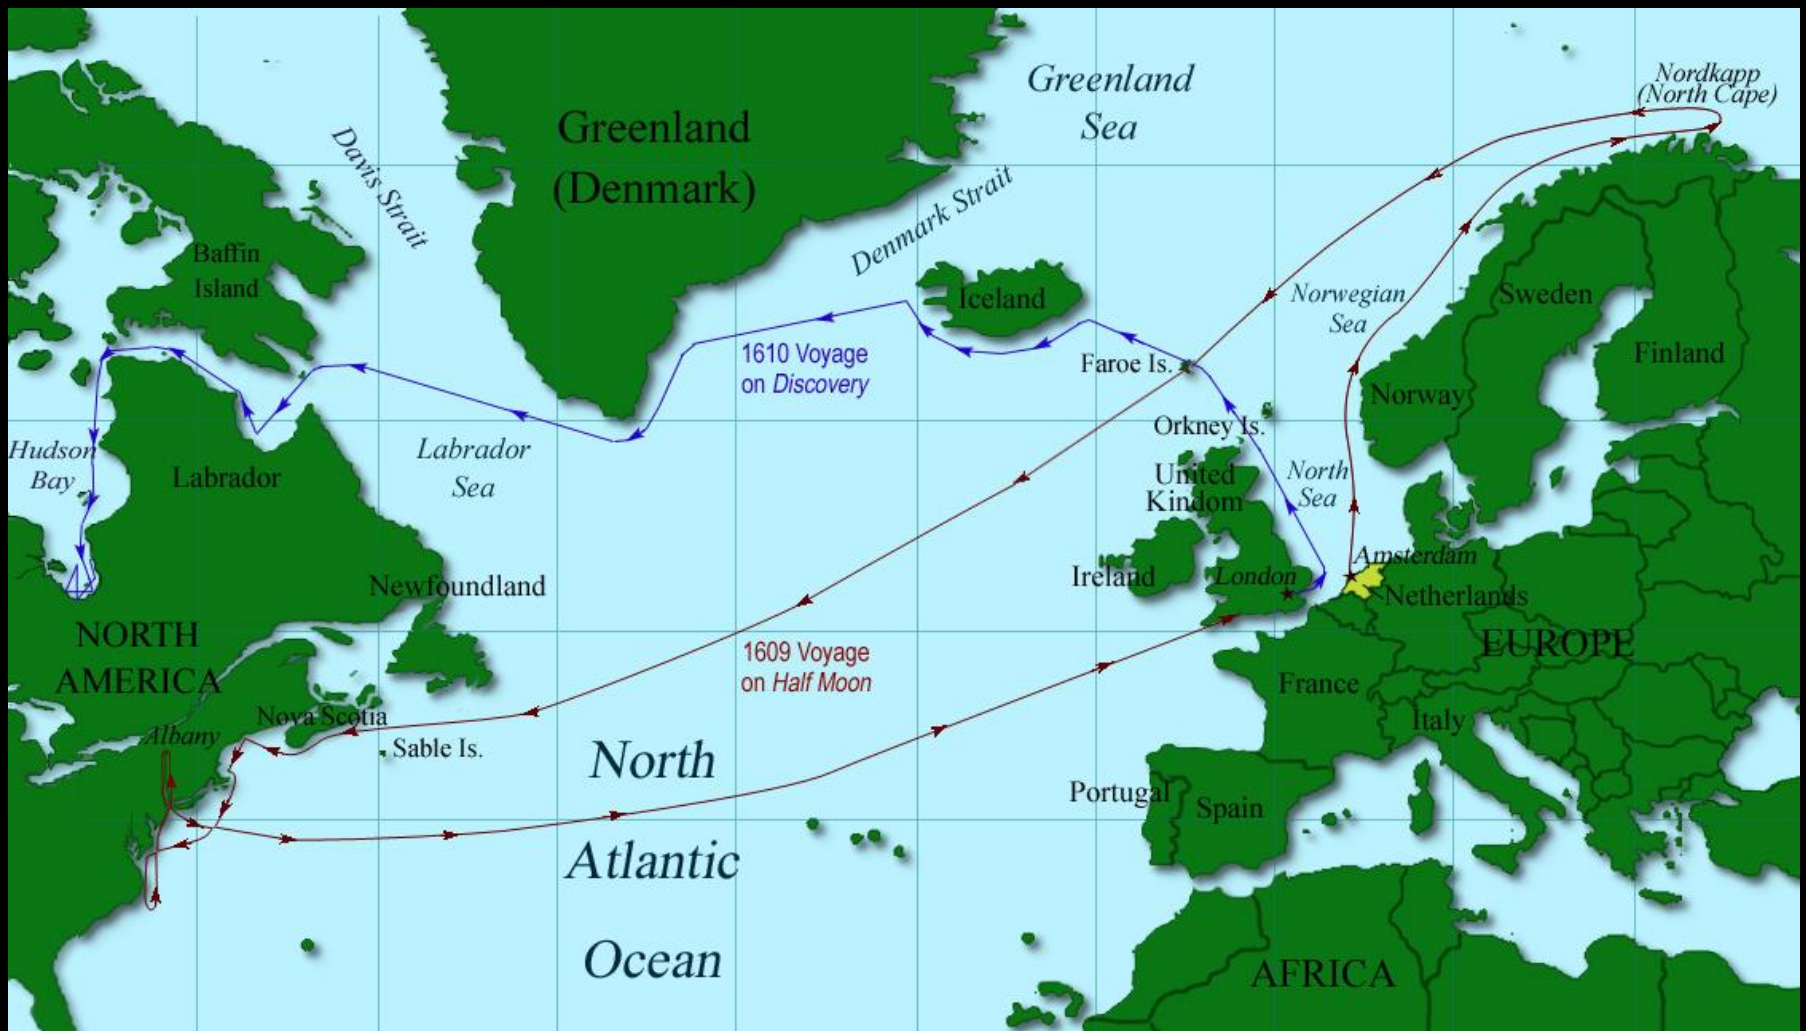 Nordkapp
(North Cape)
Greenland
Sea
Greenland
(Denmark)
Davis Strait
Denmark Strait
Baffin
Island
Iceland
Norwegian
Sea
Sweden
Finland
1610 Voyage
on Discovery
Faroe Is.
Norway
Orkney Is.
Hudson
Bay
Labrador
Labrador
Sea
United
Kindom
North
Sea
Amsterdam
Ireland
London
Netherlands
Newfoundland
NORTH
AMERICA
EUROPE
1609 Voyage
on Half Moon
France
Nova Scotia
Italy
Albany
Sable Is.
North
Portugal
Spain
Atlantic
Ocean
AFRICA